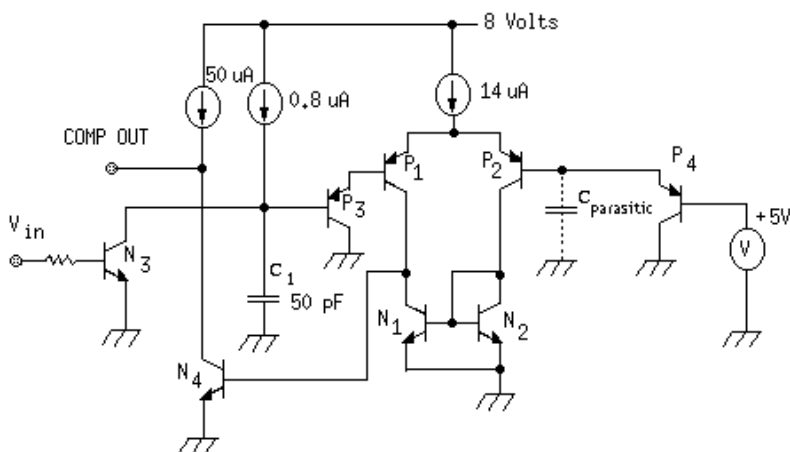 8 Volts
50 uA
0.8 uA
14 uA
COMP OUT
P1
P2
P4
P3
Cparasitic
+5V
Vin
N3
C1
50 pF
V
N1
N2
N4